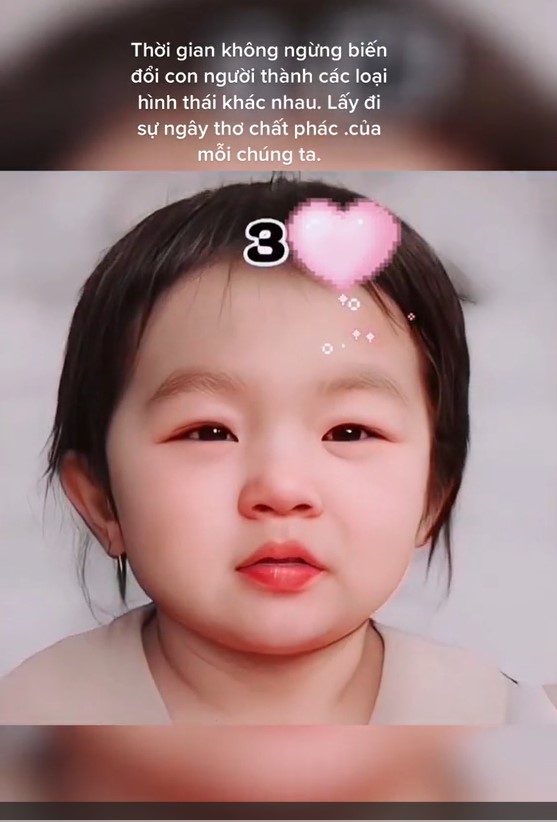 Thời gian không ngừng biến
đổi con người thành các loại
hình thái khác nhau. Lấy đi
sự ngây thơ chất phác .của
mỗi chúng ta.
3